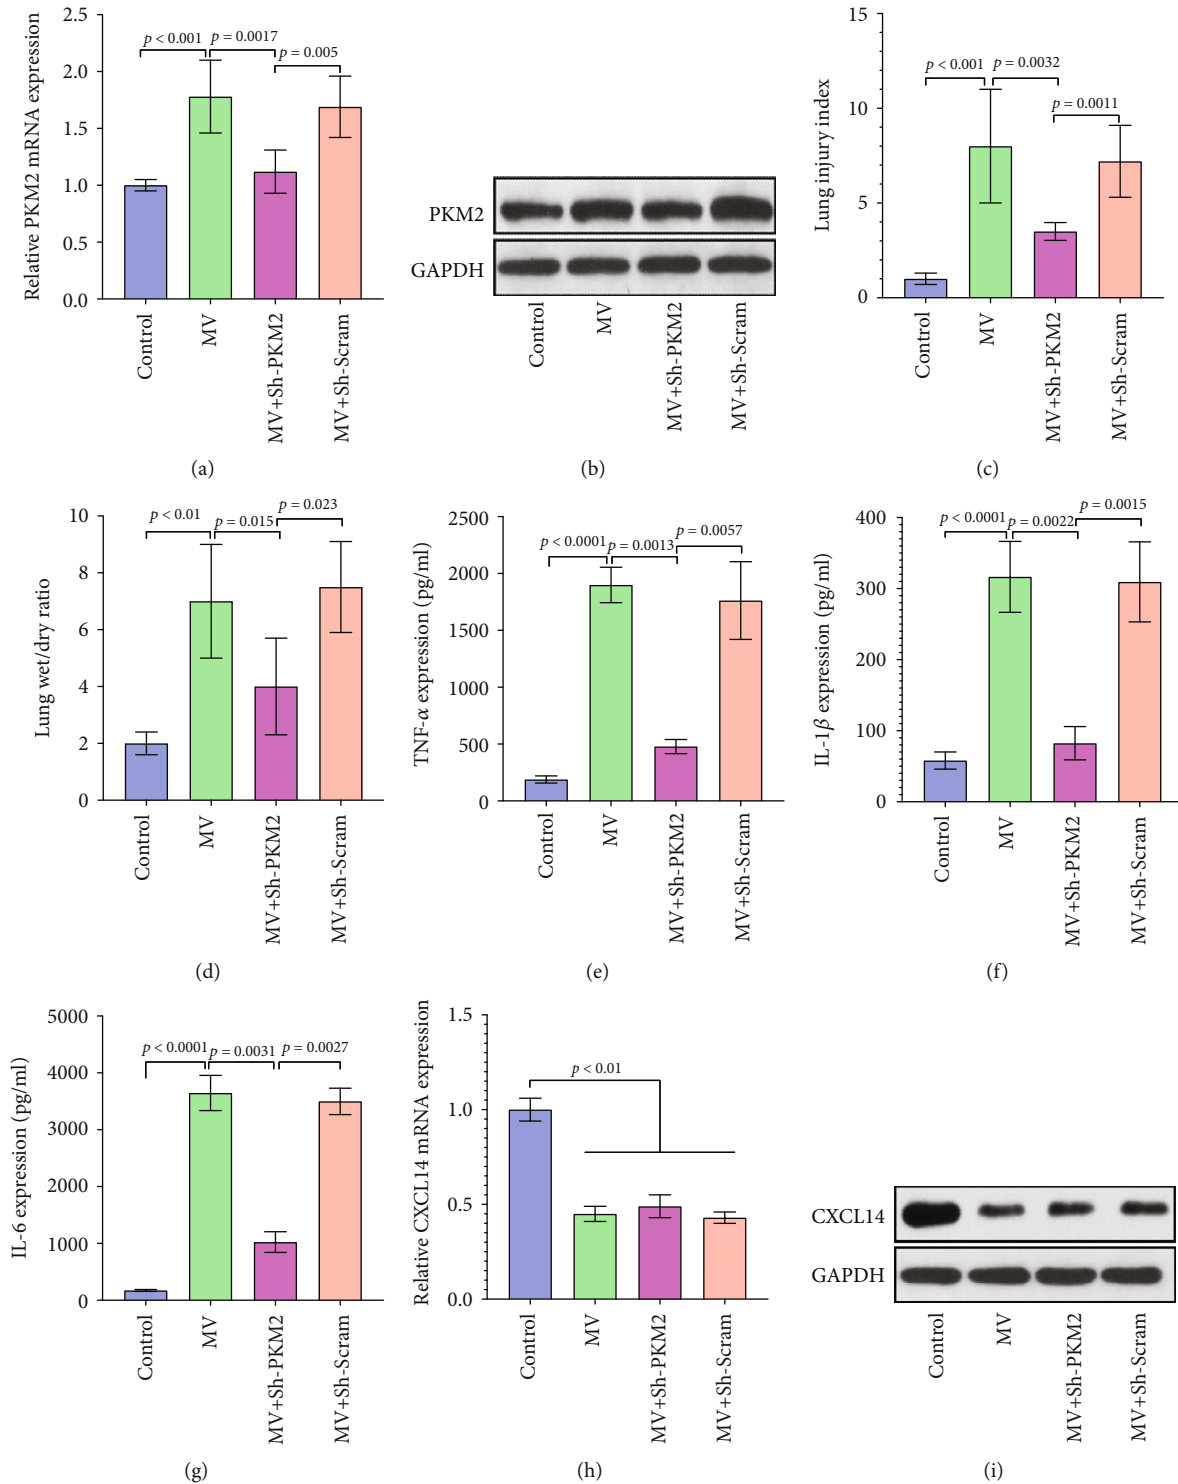 Relative PKM2 mRNA expression
2.5
2.0
1.5
1.0
0.5
0.0
p < 0.001
p = 0.0017
p = 0.005
Control
MV
MV+Sh-PKM2
MV+Sh-Scram
(a)
PKM2
GAPDH
Control
MV
MV+Sh-PKM2
MV+Sh-Scram
(b)
Lung injury index
15
10
5
0
p < 0.001
p = 0.0032
p = 0.0011
Control
MV
MV+Sh-PKM2
MV+Sh-Scram
(c)
Lung wet/dry ratio
10
8
6
4
2
0
p < 0.01
p = 0.015
p = 0.023
Control
MV
MV+Sh-PKM2
MV+Sh-Scram
(d)
TNF-α expression (pg/ml)
2500
2000
1500
1000
500
0
p < 0.0001
p = 0.0013
p = 0.0057
Control
MV
MV+Sh-PKM2
MV+Sh-Scram
(e)
IL-1β expression (pg/ml)
400
300
200
100
0
p < 0.0001
p = 0.0022
p = 0.0015
Control
MV
MV+Sh-PKM2
MV+Sh-Scram
(f)
IL-6 expression (pg/ml)
5000
4000
3000
2000
1000
0
p < 0.0001
p = 0.0031
p = 0.0027
Control
MV
MV+Sh-PKM2
MV+Sh-Scram
(g)
Relative CXCL14 mRNA expression
1.5
1.0
0.5
0.0
p < 0.01
Control
MV
MV+Sh-PKM2
MV+Sh-Scram
(h)
CXCL14
GAPDH
Control
MV
MV+Sh-PKM2
MV+Sh-Scram
(i)